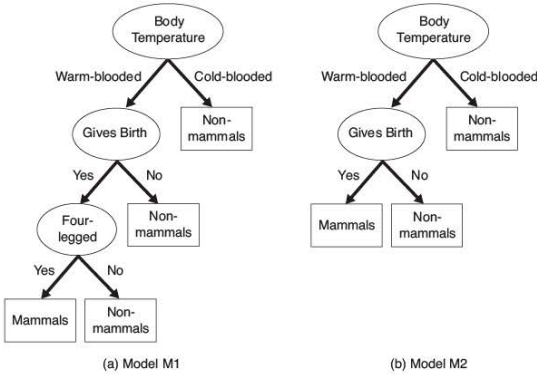 Body
Temperature
Warm-blooded
Cold-blooded
Gives Birth
Non-
mammals
Yes
No
Four-
legged
Non-
mammals
Yes
No
Mammals
Non-
mammals
(a) Model M1
Body
Temperature
Warm-blooded
Cold-blooded
Gives Birth
Non-
mammals
Yes
No
Mammals
Non-
mammals
(b) Model M2